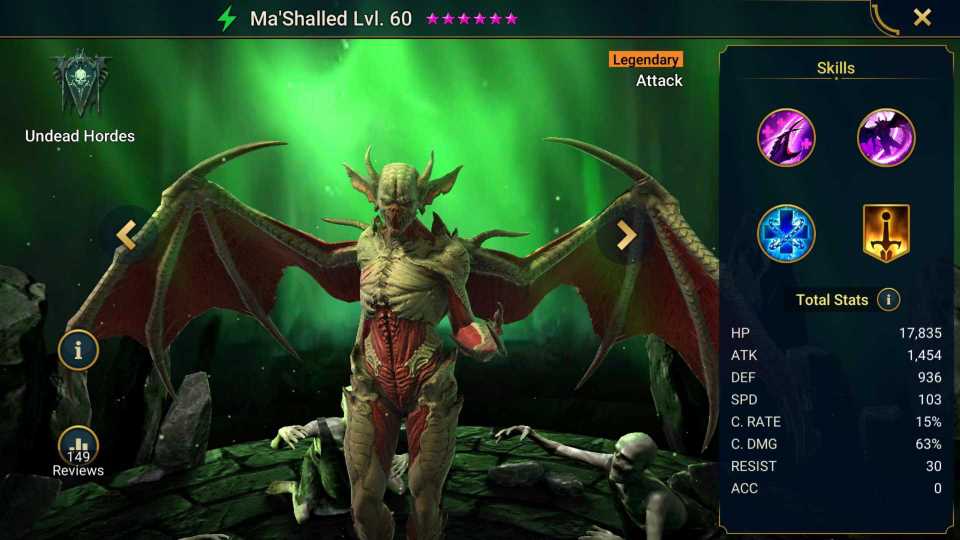 Ma'Shalled Lvl. 60
Legendary
Attack
Undead Hordes
149
Reviews
Skills
Total Stats
HP 17,835
ATK 1,454
DEF 936
SPD 103
C. RATE 15%
C. DMG 63%
RESIST 30
ACC 0